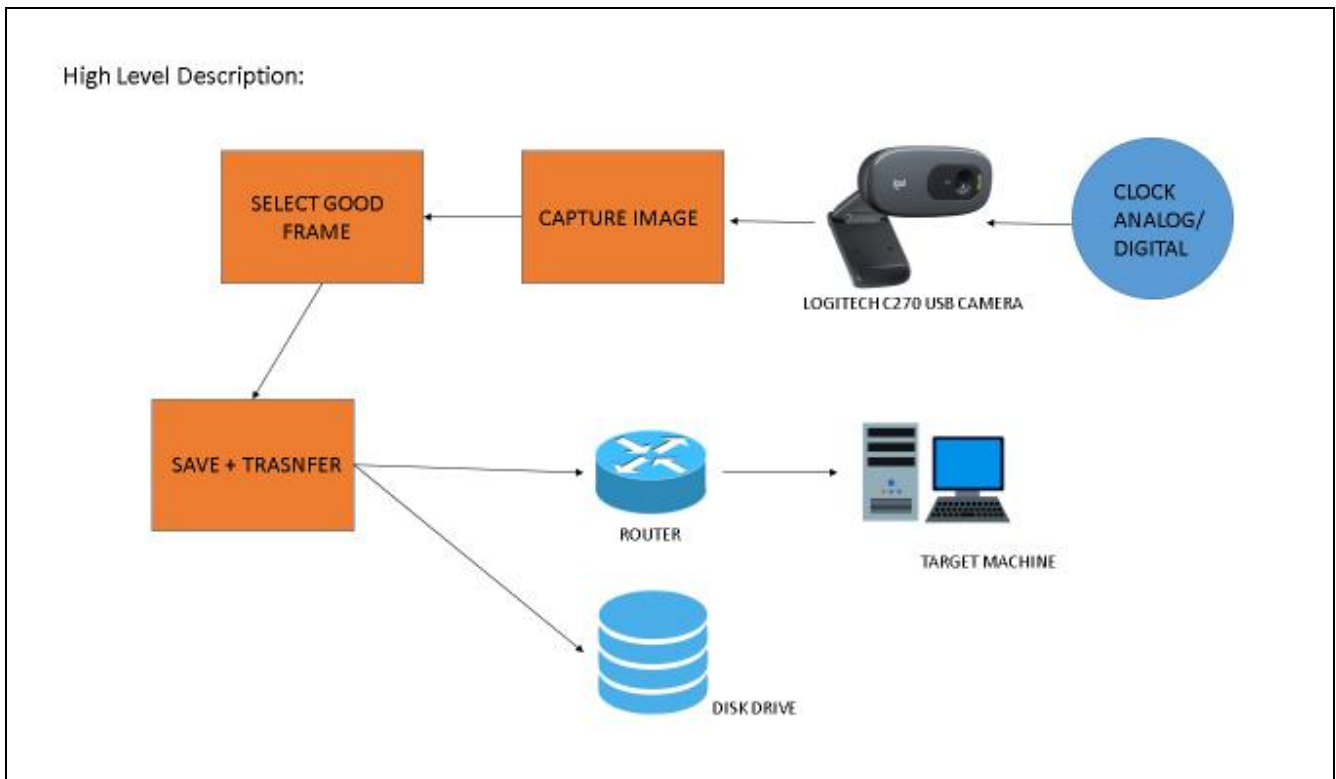 High Level Description:
SELECT GOOD
FRAME
CAPTURE IMAGE
CLOCK
ANALOG/
DIGITAL
LOGITECH C270 USB CAMERA
SAVE + TRASNFER
ROUTER
TARGET MACHINE
DISK DRIVE